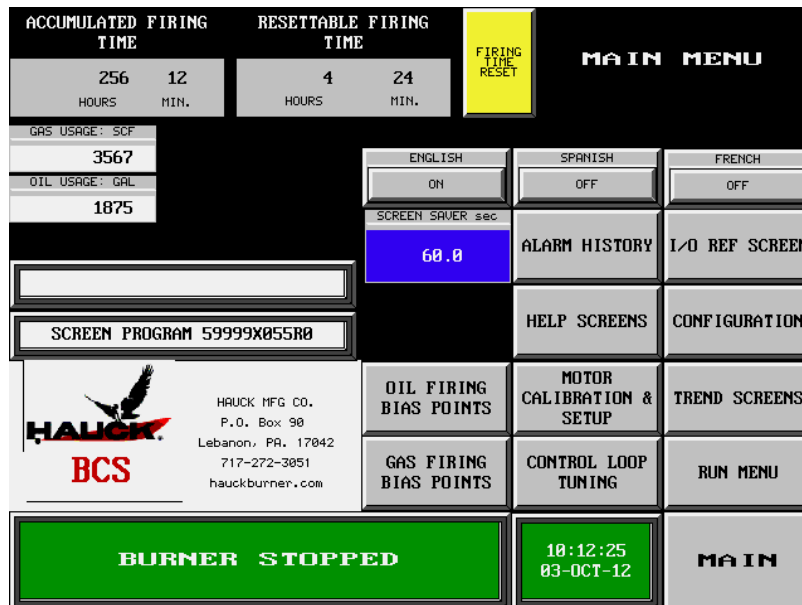 ACCUMULATED FIRING
TIME
256 12
HOURS MIN.
RESETTABLE FIRING
TIME
4 24
HOURS MIN.
FIRING
TIME
RESET
MAIN MENU
GAS USAGE: SCF
3567
OIL USAGE: GAL
1875
ENGLISH
ON
SPANISH
OFF
FRENCH
OFF
SCREEN SAVER sec
60.0
ALARM HISTORY
I/O REF SCREEN
HELP SCREENS
CONFIGURATION
SCREEN PROGRAM 59999X055R0
HAUCK
BCS
HAUCK MFG CO.
P.O. Box 90
Lebanon, PA. 17042
717-272-3051
hauckburner.com
OIL FIRING
BIAS POINTS
MOTOR
CALIBRATION &
SETUP
TREND SCREENS
GAS FIRING
BIAS POINTS
CONTROL LOOP
TUNING
RUN MENU
BURNER STOPPED
10:12:25
03-OCT-12
MAIN